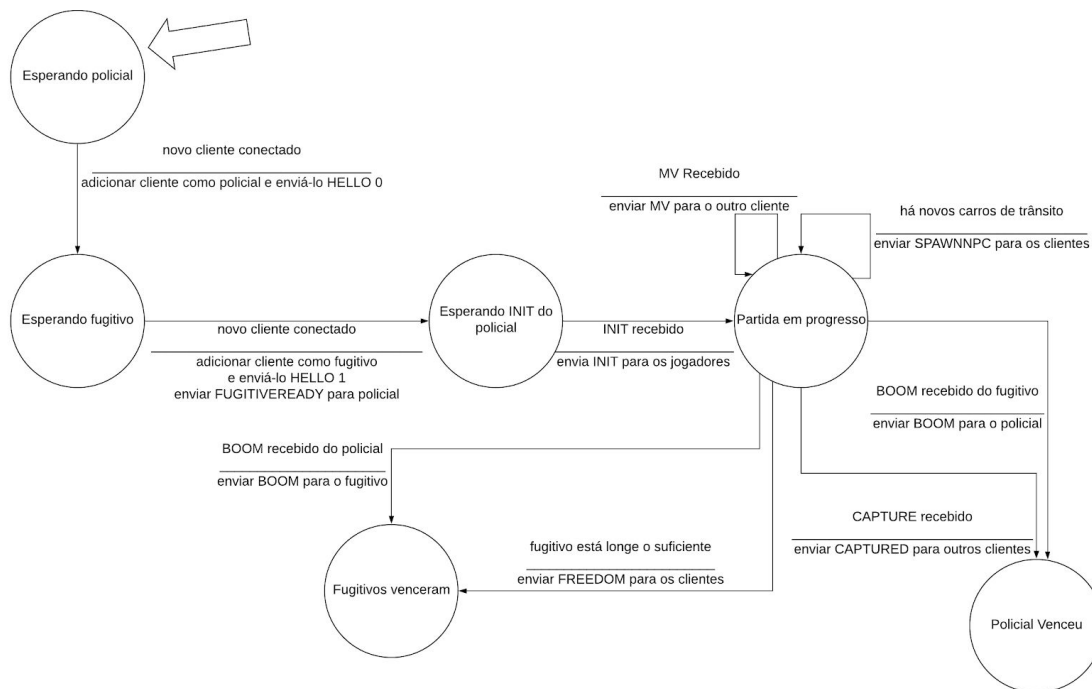 Esperando policial
novo cliente conectado
adicionar cliente como policial e enviá-lo HELLO 0
MV Recebido
enviar MV para o outro cliente
há novos carros de trânsito
enviar SPAWNNPC para os clientes
Esperando fugitivo
novo cliente conectado
adicionar cliente como fugitivo
e enviá-lo HELLO 1
enviar FUGITIVEREADY para policial
Esperando INIT do
policial
INIT recebido
envia INIT para os jogadores
Partida em progresso
BOOM recebido do fugitivo
enviar BOOM para o policial
BOOM recebido do policial
enviar BOOM para o fugitivo
CAPTURE recebido
enviar CAPTURED para outros clientes
fugitivo está longe o suficiente
enviar FREEDOM para os clientes
Fugitivos venceram
Policial Venceu